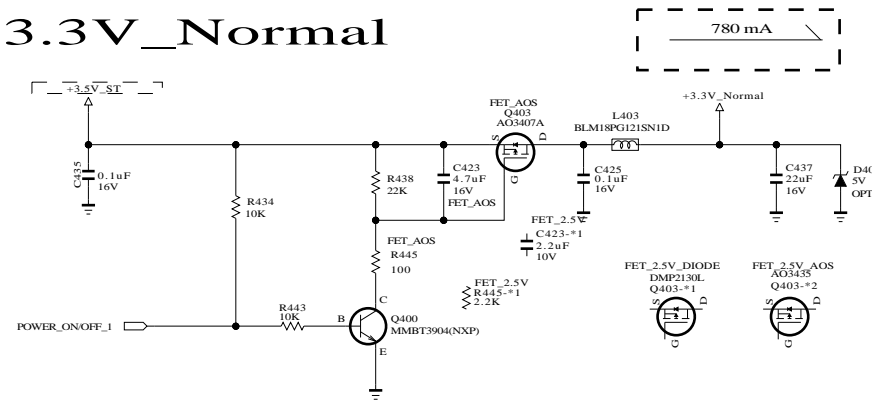 3.3V_Normal
780 mA
+3.5V_ST
+3.3V_Normal
FET_AOS
Q403
AO3407A
S
D
G
L403
BLM18PG121SN1D
C435
0.1uF
16V
R434
10K
R438
22K
C423
4.7uF
16V
FET_AOS
C425
0.1uF
16V
C437
22uF
16V
D40
5V
OPT
FET_2.5V
C423-*1
2.2uF
10V
FET_AOS
R445
100
FET_2.5V
R445-*1
2.2K
FET_2.5V_DIODE
DMP2130L
Q403-*1
S
D
G
FET_2.5V_AOS
AO3435
Q403-*2
S
D
G
POWER_ON/OFF_1
R443
10K
B
C
E
Q400
MMBT3904(NXP)